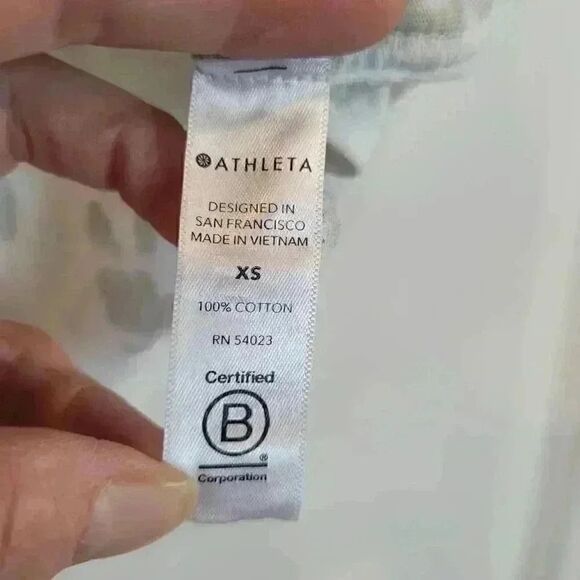 ATHLETA
DESIGNED IN
SAN FRANCISCO
MADE IN VIETNAM
XS
100% COTTON
RN 54023
Certified
B
®
Corporation